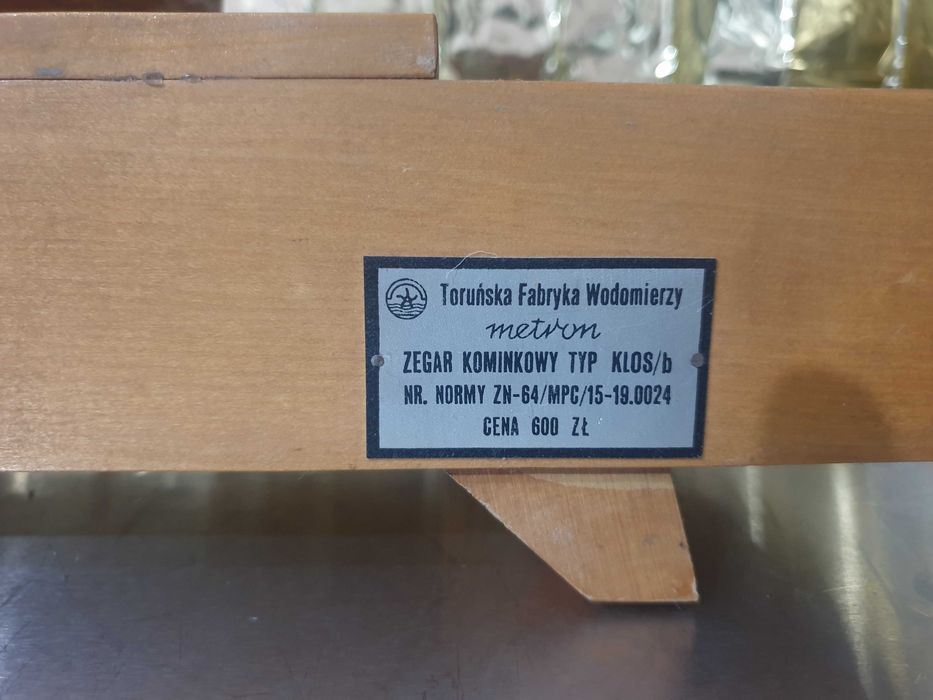 Toruńska Fabryka Wodomierzy
metron
ZEGAR KOMINKOWY TYP KLOS/b
NR. NORMY ZN-64/MPC/15-19.0024
CENA 600 ZŁ